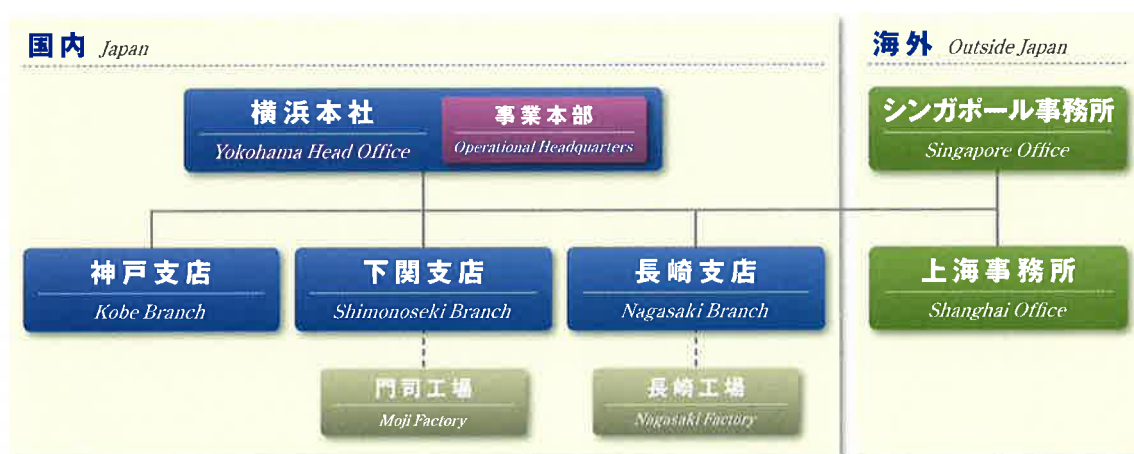 国内 Japan
海外 Outside Japan
横浜本社
Yokohama Head Office
事業本部
Operational Headquarters
シンガポール事務所
Singapore Office
神戸支店
Kobe Branch
下関支店
Shimonoseki Branch
長崎支店
Nagasaki Branch
上海事務所
Shanghai Office
門司工場
Moji Factory
長崎工場
Nagasaki Factory